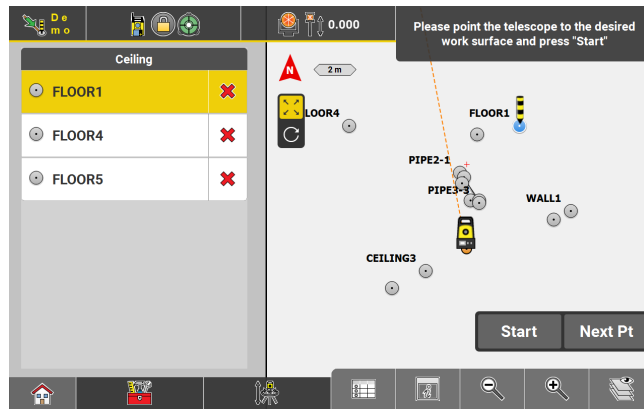 De
mo
0.000
Please point the telescope to the desired
work surface and press "Start"
Ceiling
FLOOR1
FLOOR4
FLOOR5
N
2 m
LOOR4
FLOOR1
PIPE2-1
PIPE3-3
WALL1
CEILING3
Start
Next Pt